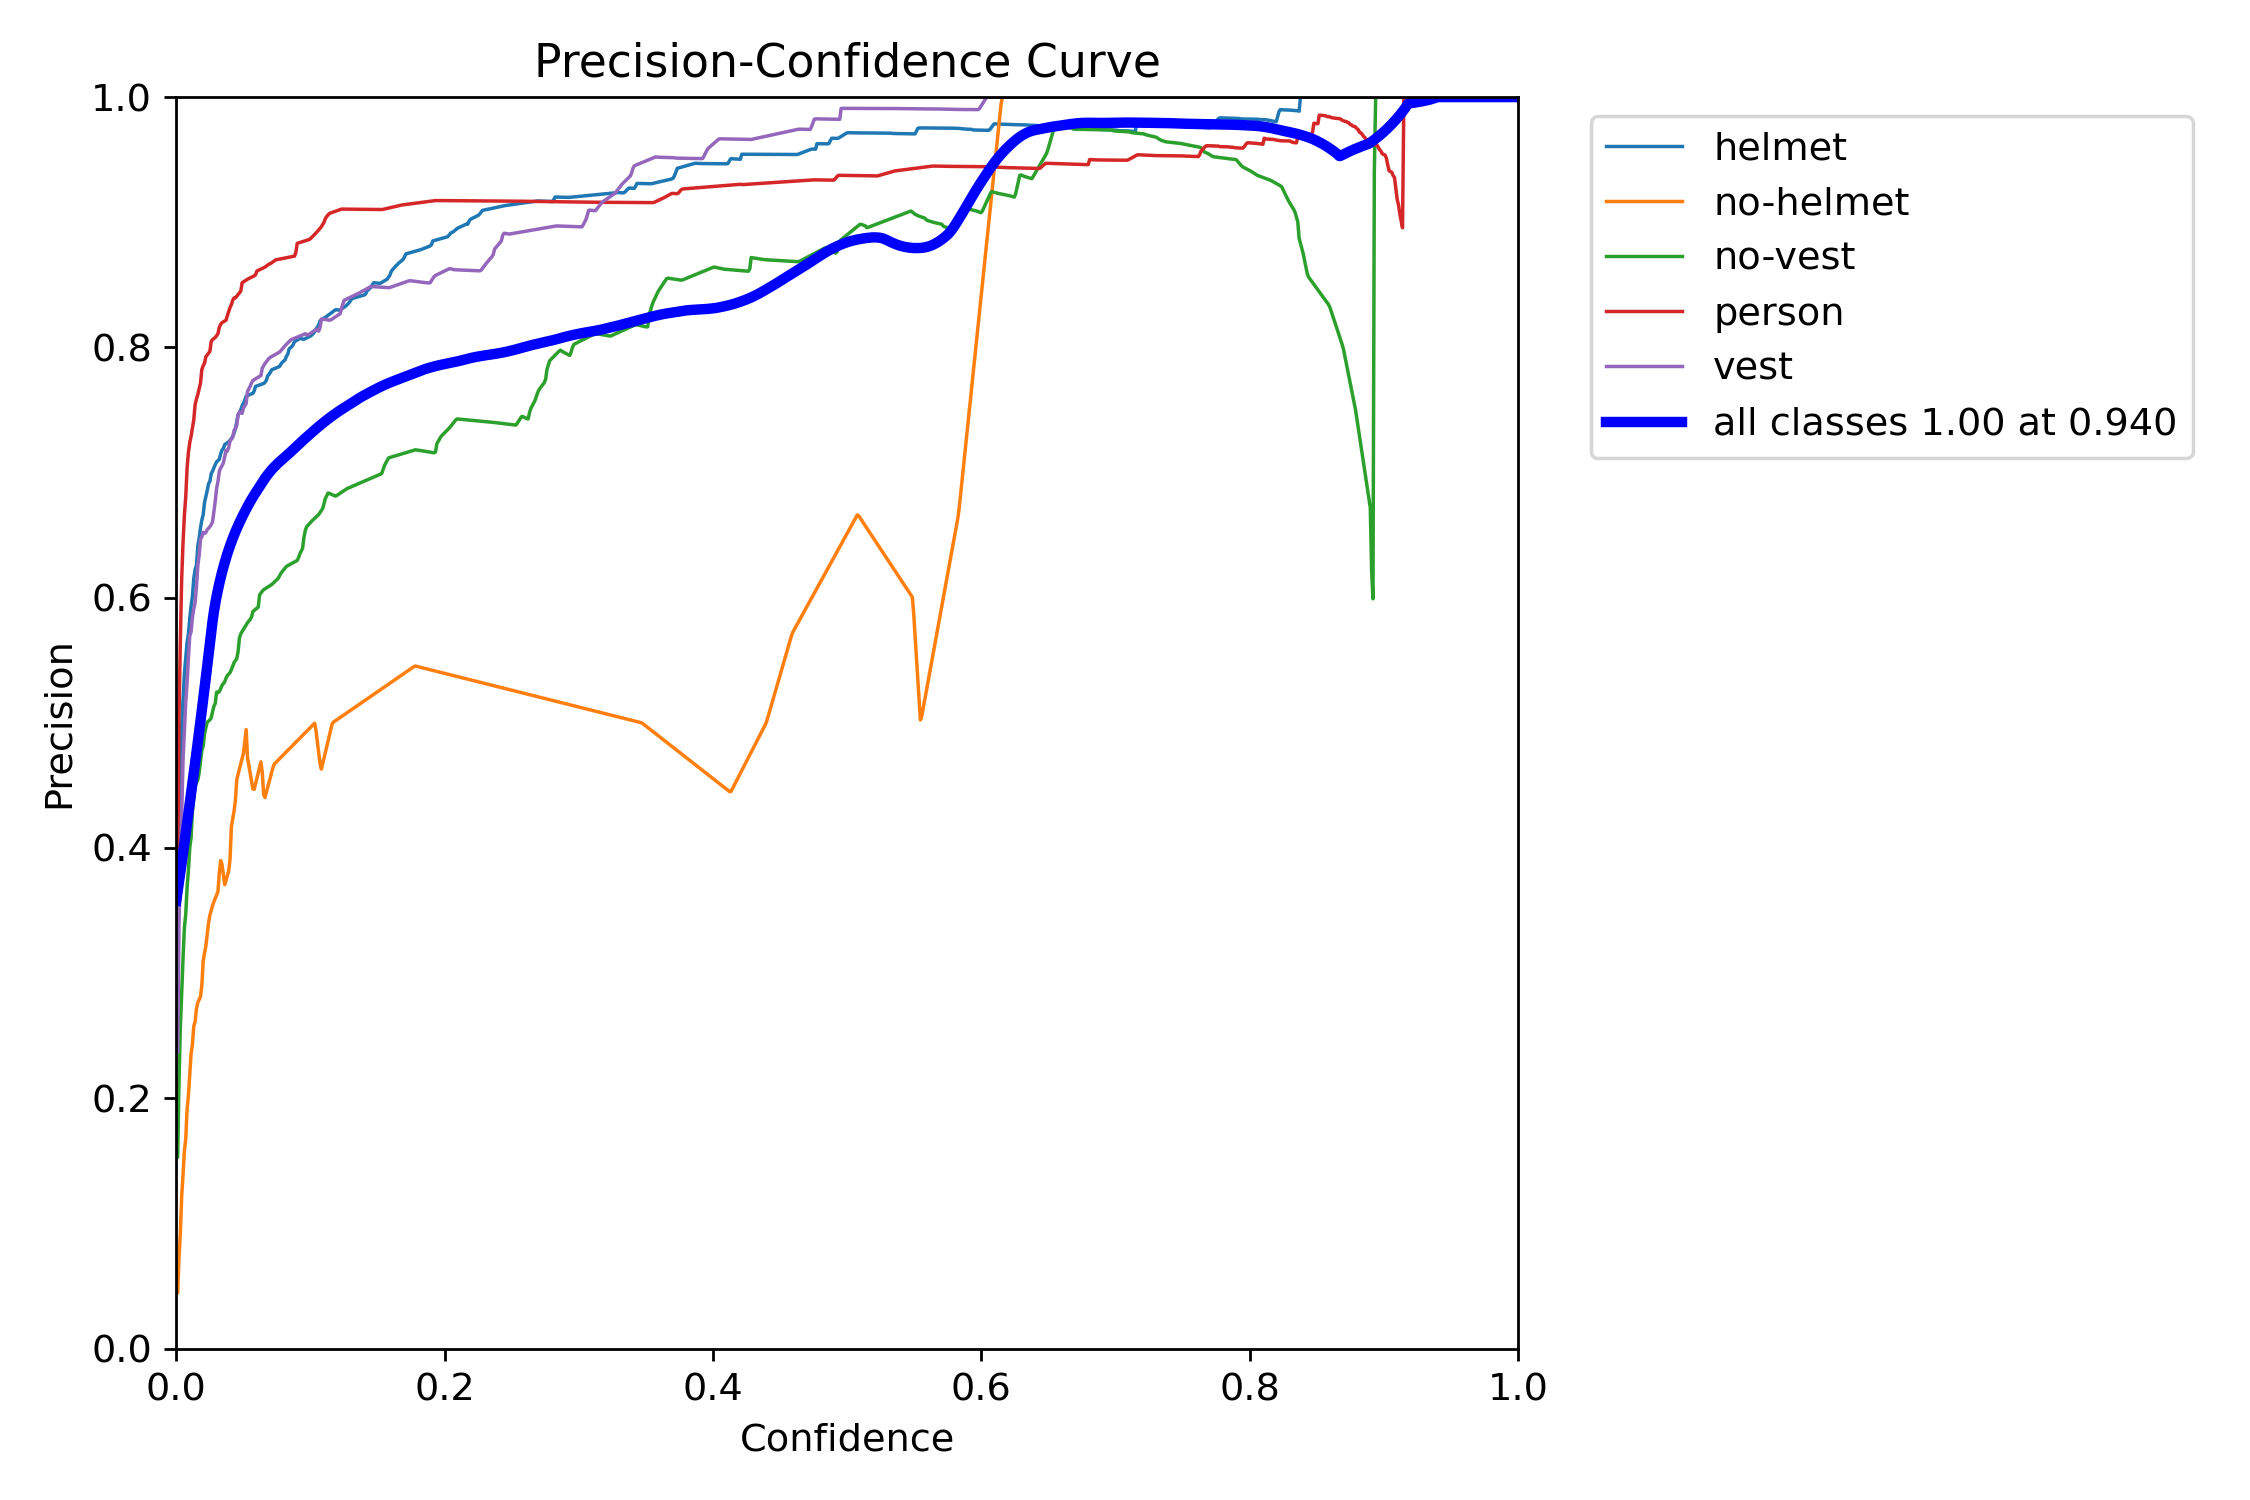 Precision-Confidence Curve
1.0
0.8
0.6
0.4
0.2
0.0
Precision
0.0 0.2 0.4 0.6 0.8 1.0
Confidence
helmet
no-helmet
no-vest
person
vest
all classes 1.00 at 0.940